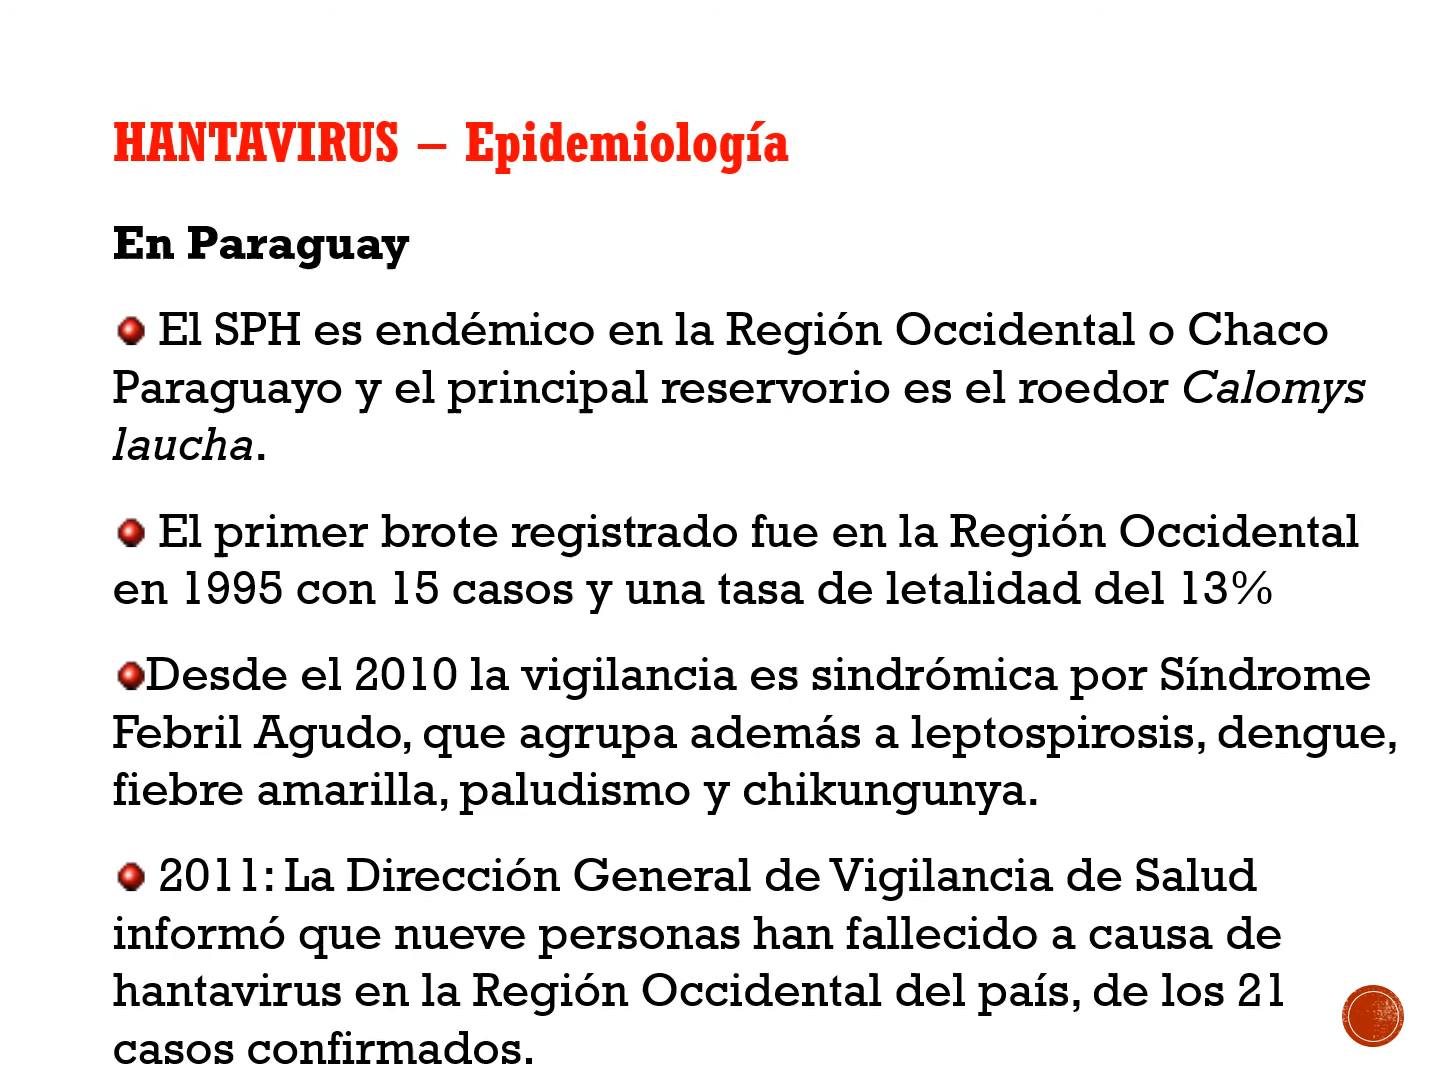 HANTAVIRUS – Epidemiología
En Paraguay
El SPH es endémico en la Región Occidental o Chaco
Paraguayo y el principal reservorio es el roedor Calomys
laucha.
El primer brote registrado fue en la Región Occidental
en 1995 con 15 casos y una tasa de letalidad del 13%
Desde el 2010 la vigilancia es sindrómica por Síndrome
Febril Agudo, que agrupa además a leptospirosis, dengue,
fiebre amarilla, paludismo y chikungunya.
2011: La Dirección General de Vigilancia de Salud
informó que nueve personas han fallecido a causa de
hantavirus en la Región Occidental del país, de los 21
casos confirmados.